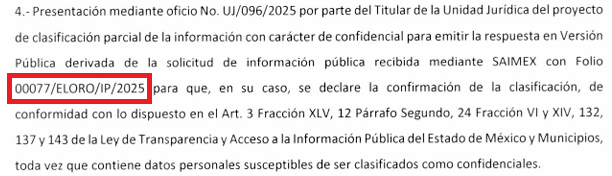 4.- Presentación mediante oficio No. UJ/096/2025 por parte del Titular de la Unidad Jurídica del proyecto
de clasificación parcial de la información con carácter de confidencial para emitir la respuesta en Versión
Pública derivada de la solicitud de información pública recibida mediante SAIMEX con Folio
00077/ELORO/IP/2025 para que, en su caso, se declare la confirmación de la clasificación, de
conformidad con lo dispuesto en el Art. 3 Fracción XLV, 12 Párrafo Segundo, 24 Fracción VI y XIV, 132,
137 y 143 de la Ley de Transparencia y Acceso a la Información Pública del Estado de México y Municipios,
toda vez que contiene datos personales susceptibles de ser clasificados como confidenciales.